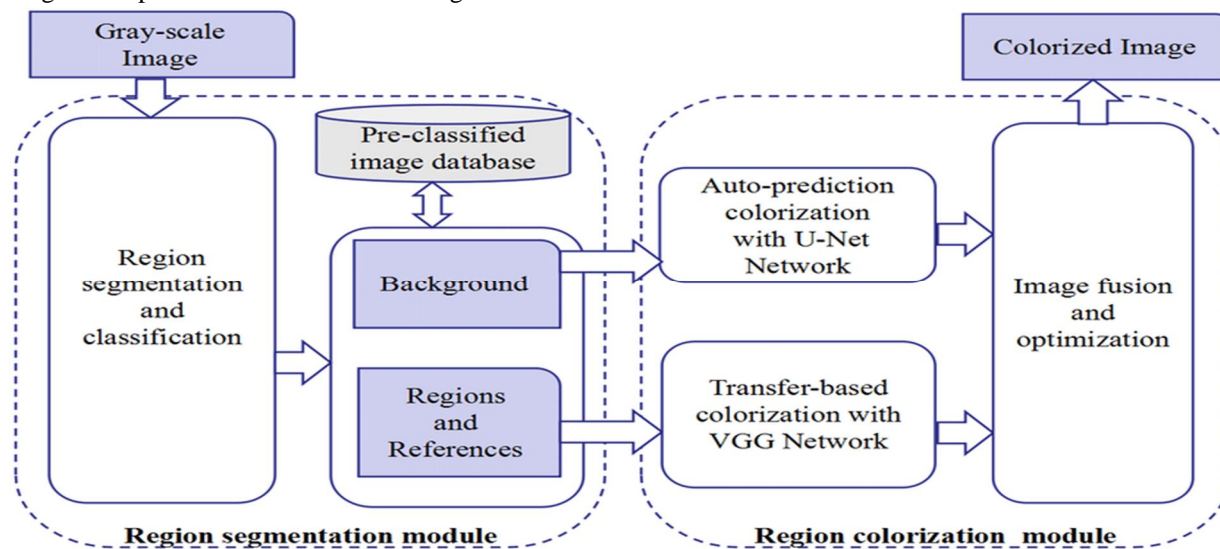 Gray-scale
Image
Colorized Image
Pre-classified
image database
Region
segmentation
and
classification
Background
Regions
and
References
Auto-prediction
colorization
with U-Net
Network
Transfer-based
colorization with
VGG Network
Image fusion
and
optimization
Region segmentation module
Region colorization module